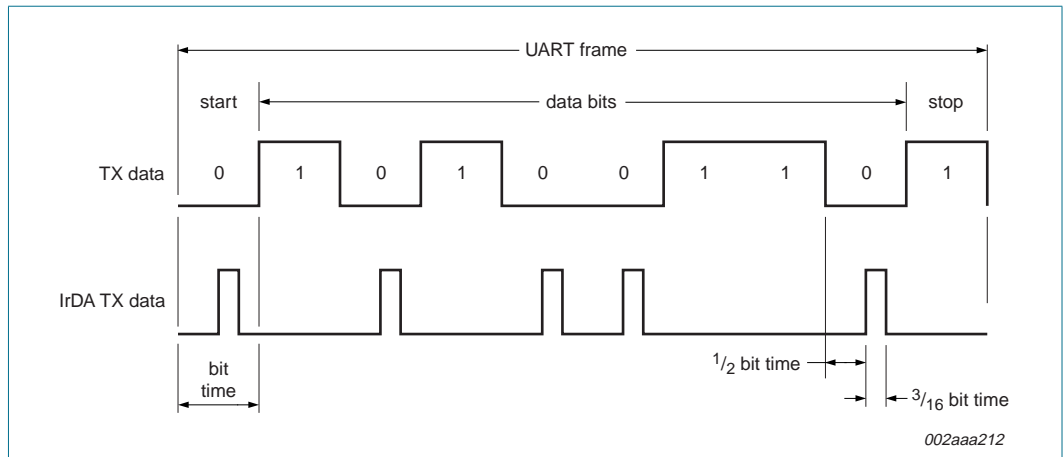 UART frame
start data bits stop
TX data 0 1 0 1 0 0 1 1 0 1
IrDA TX data
1/2 bit time
bit
time
3/16 bit time
002aaa212